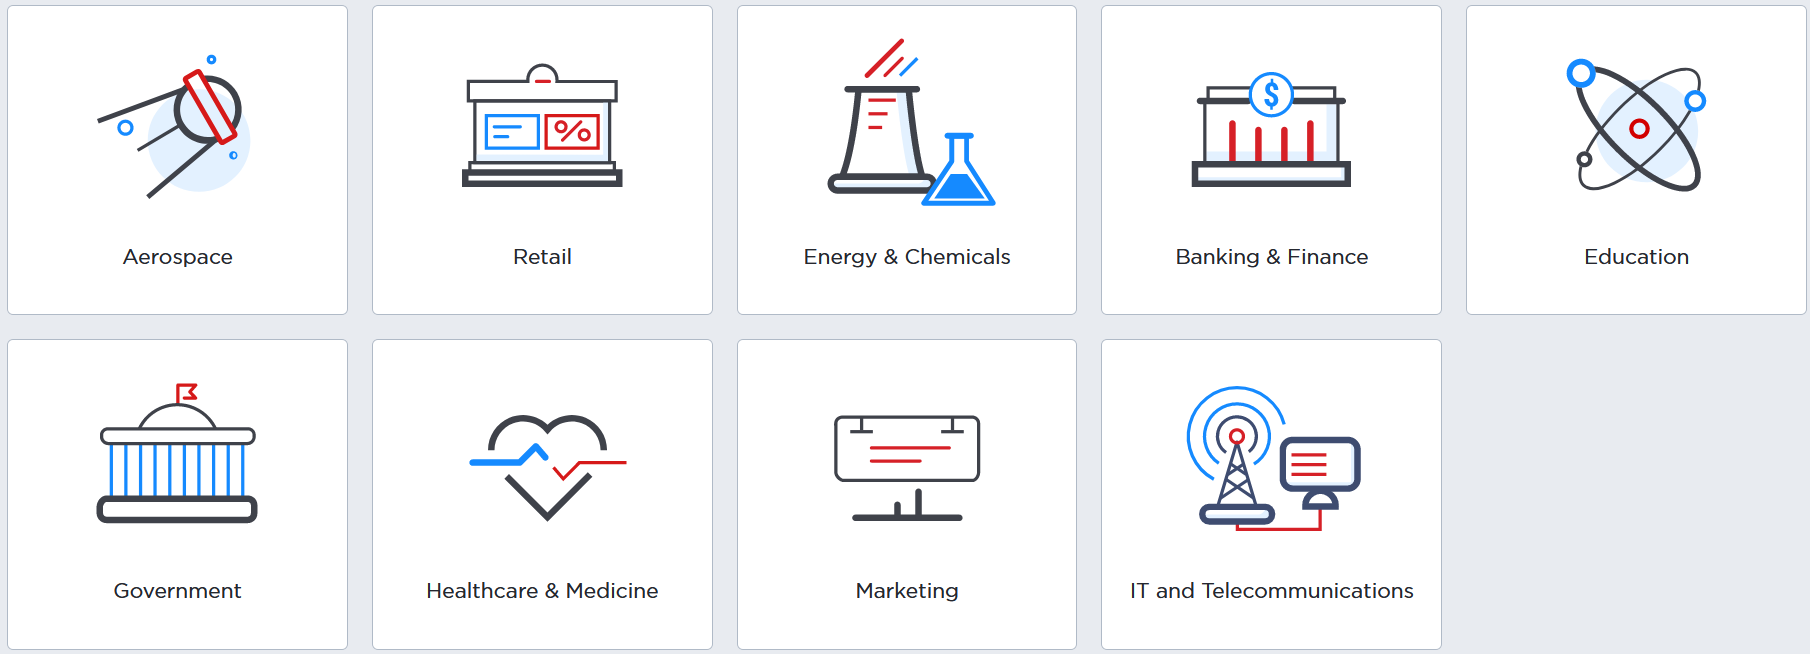 $
%
Aerospace
Retail
Energy & Chemicals
Banking & Finance
Education
Government
Healthcare & Medicine
Marketing
IT and Telecommunications